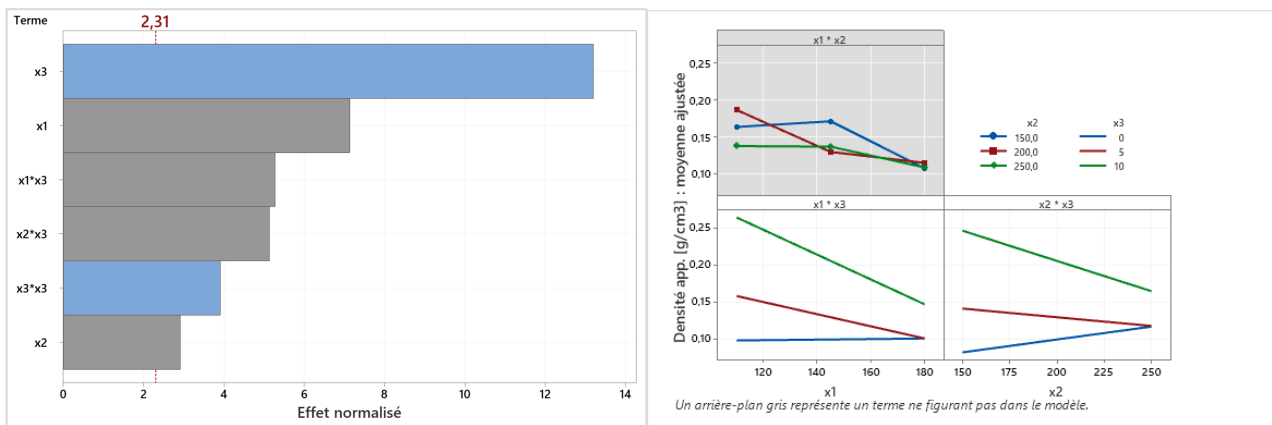 Terme
2,31
x3
x1
x1*x3
x2*x3
x3*x3
x2
0
2
4
6
8
10
12
14
Effet normalisé
Densité app. [g/cm3] : moyenne ajustée
x1 * x2
0,25
0,20
0,15
0,10
x2
150,0
200,0
250,0
x3
0
5
10
x1 * x3
x2 * x3
0,25
0,20
0,15
0,10
120
140
160
180
150
175
200
225
250
x1
x2
Un arrière-plan gris représente un terme ne figurant pas dans le modèle.